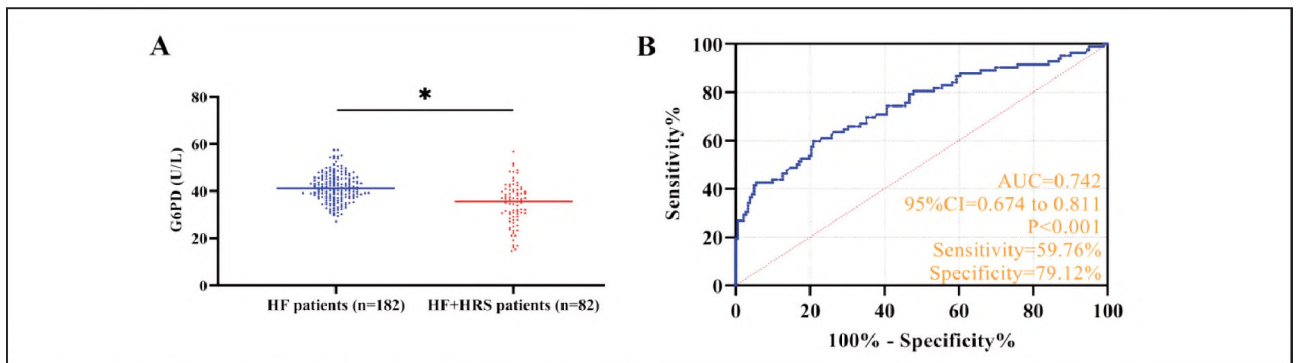 A
*
80
60
40
20
0
G6PD (U/L)
HF patients (n=182)
HF+HRS patients (n=82)
B
100
80
60
40
20
0
Sensitivity%
0
20
40
60
80
100
100% - Specificity%
AUC=0.742
95%CI=0.674 to 0.811
P<0.001
Sensitivity=59.76%
Specificity=79.12%